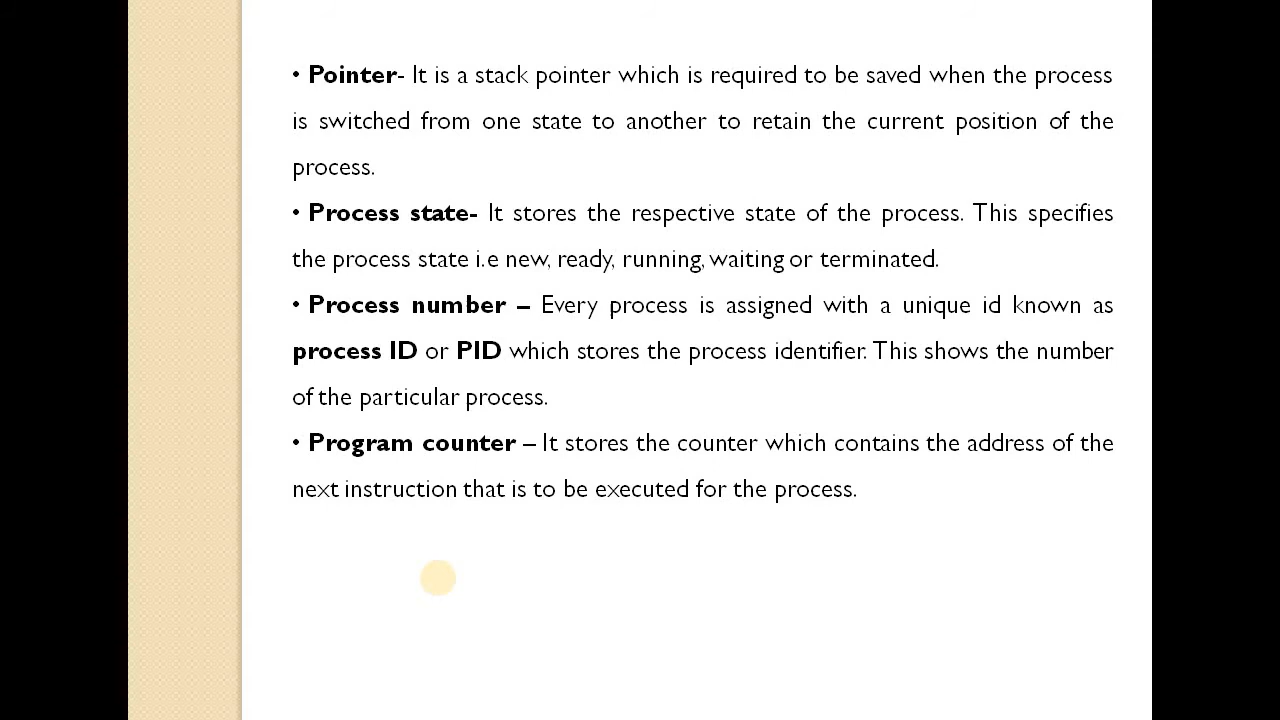 • Pointer- It is a stack pointer which is required to be saved when the process
is switched from one state to another to retain the current position of the
process.
• Process state- It stores the respective state of the process. This specifies
the process state i.e new, ready, running, waiting or terminated.
• Process number – Every process is assigned with a unique id known as
process ID or PID which stores the process identifier. This shows the number
of the particular process.
• Program counter – It stores the counter which contains the address of the
next instruction that is to be executed for the process.